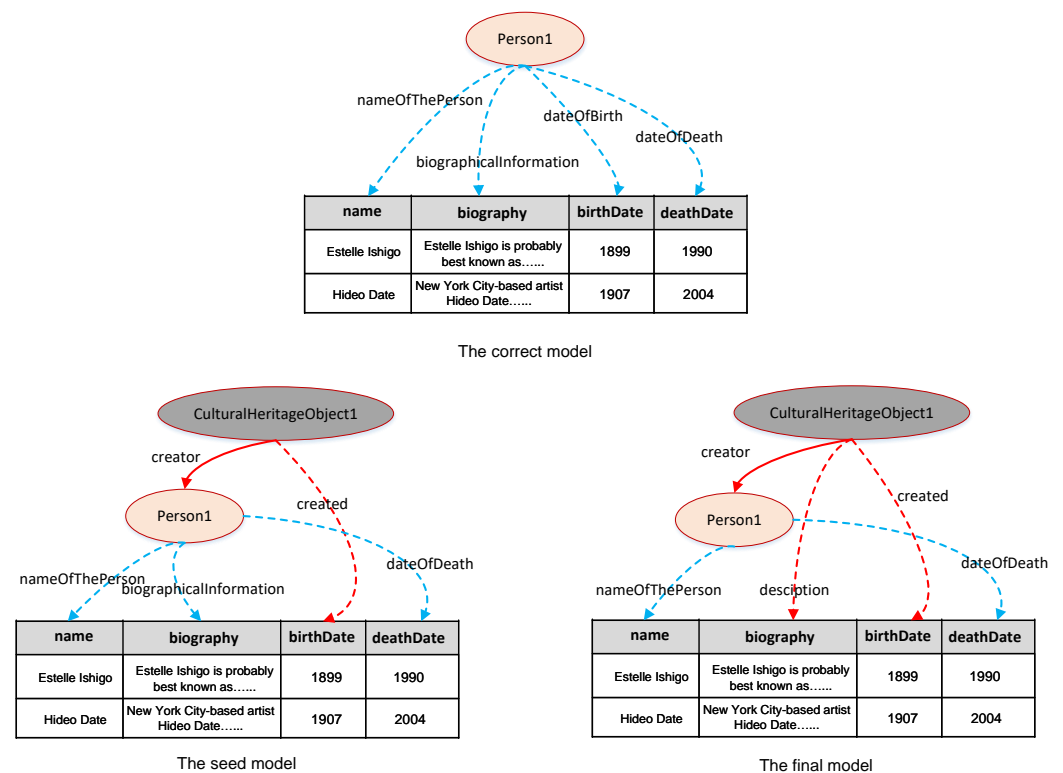 Person1
nameOfThePerson
dateOfBirth
dateOfDeath
biographicalInformation
name biography birthDate deathDate
Estelle Ishigo Estelle Ishigo is probably best known as…... 1899 1990
Hideo Date New York City-based artist Hideo Date…... 1907 2004
The correct model
CulturalHeritageObject1
creator
Person1
created
nameOfThePerson
biographicalInformation
dateOfDeath
name biography birthDate deathDate
Estelle Ishigo Estelle Ishigo is probably best known as…... 1899 1990
Hideo Date New York City-based artist Hideo Date…... 1907 2004
The seed model
CulturalHeritageObject1
creator
Person1
created
nameOfThePerson
desciption
dateOfDeath
name biography birthDate deathDate
Estelle Ishigo Estelle Ishigo is probably best known as…... 1899 1990
Hideo Date New York City-based artist Hideo Date…... 1907 2004
The final model